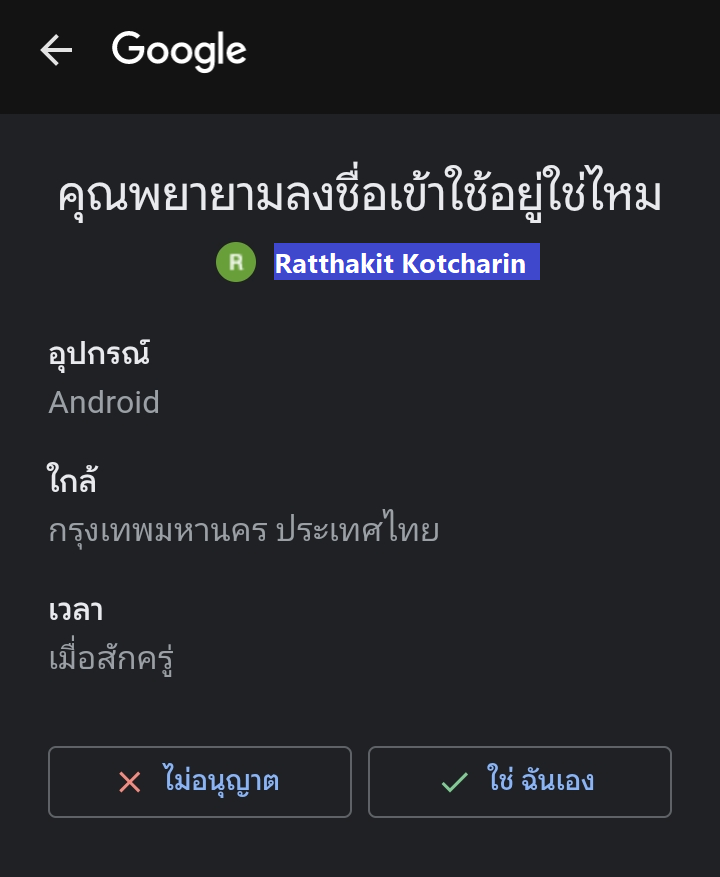 Google
คุณพยายามลงชื่อเข้าใช้อยู่ใช่ไหม
R Ratthakit Kotcharin
อุปกรณ์
Android
ใกล้
กรุงเทพมหานคร ประเทศไทย
เวลา
เมื่อสักครู่
ไม่อนุญาต ใช่ ฉันเอง